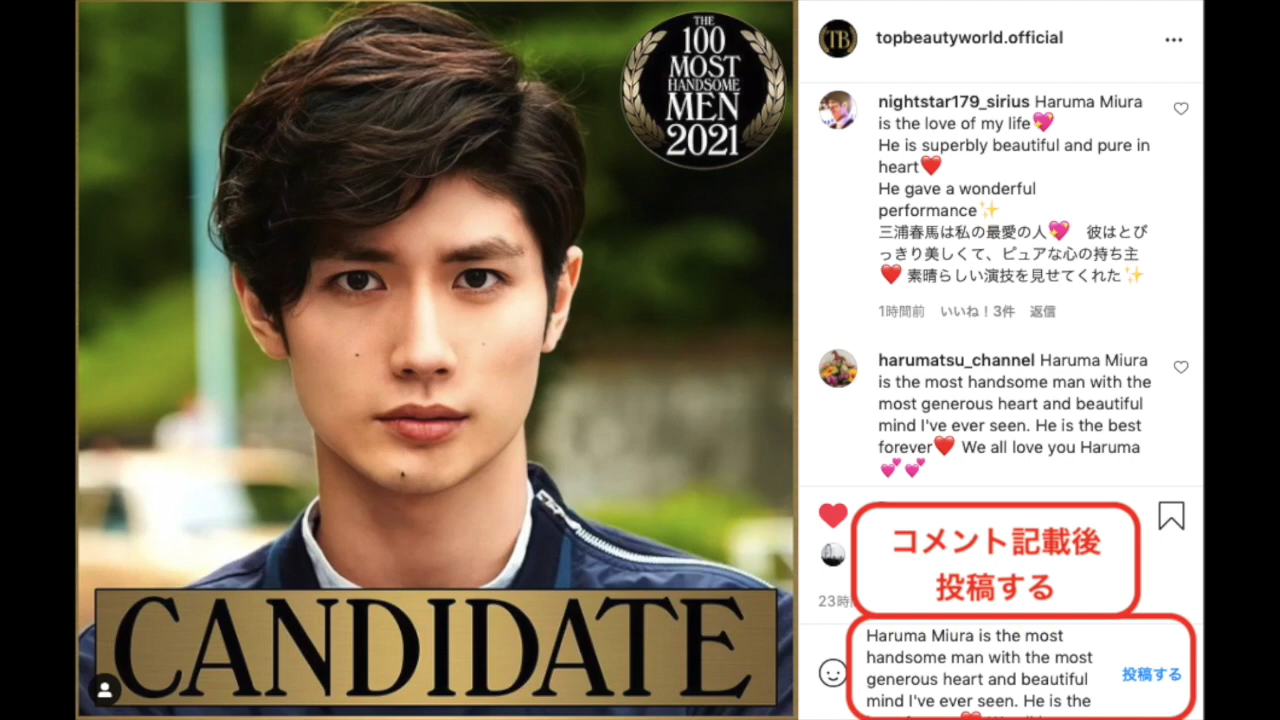 THE
100
MOST
HANDSOME
MEN
2021
CANDIDATE
TB
topbeautyworld.official
nightstar179_sirius Haruma Miura
is the love of my life💖
He is superbly beautiful and pure in
heart❤️
He gave a wonderful
performance✨
三浦春馬は私の最愛の人💖 彼はとび
っきり美しくて、ピュアな心の持ち主
❤️ 素晴らしい演技を見せてくれた✨
1時間前 いいね！3件 返信
harumatsu_channel Haruma Miura
is the most handsome man with the
most generous heart and beautiful
mind I've ever seen. He is the best
forever❤️ We all love you Haruma
💕💕
コメント記載後
投稿する
23時
Haruma Miura is the most
handsome man with the most
generous heart and beautiful
mind I've ever seen. He is the
投稿する